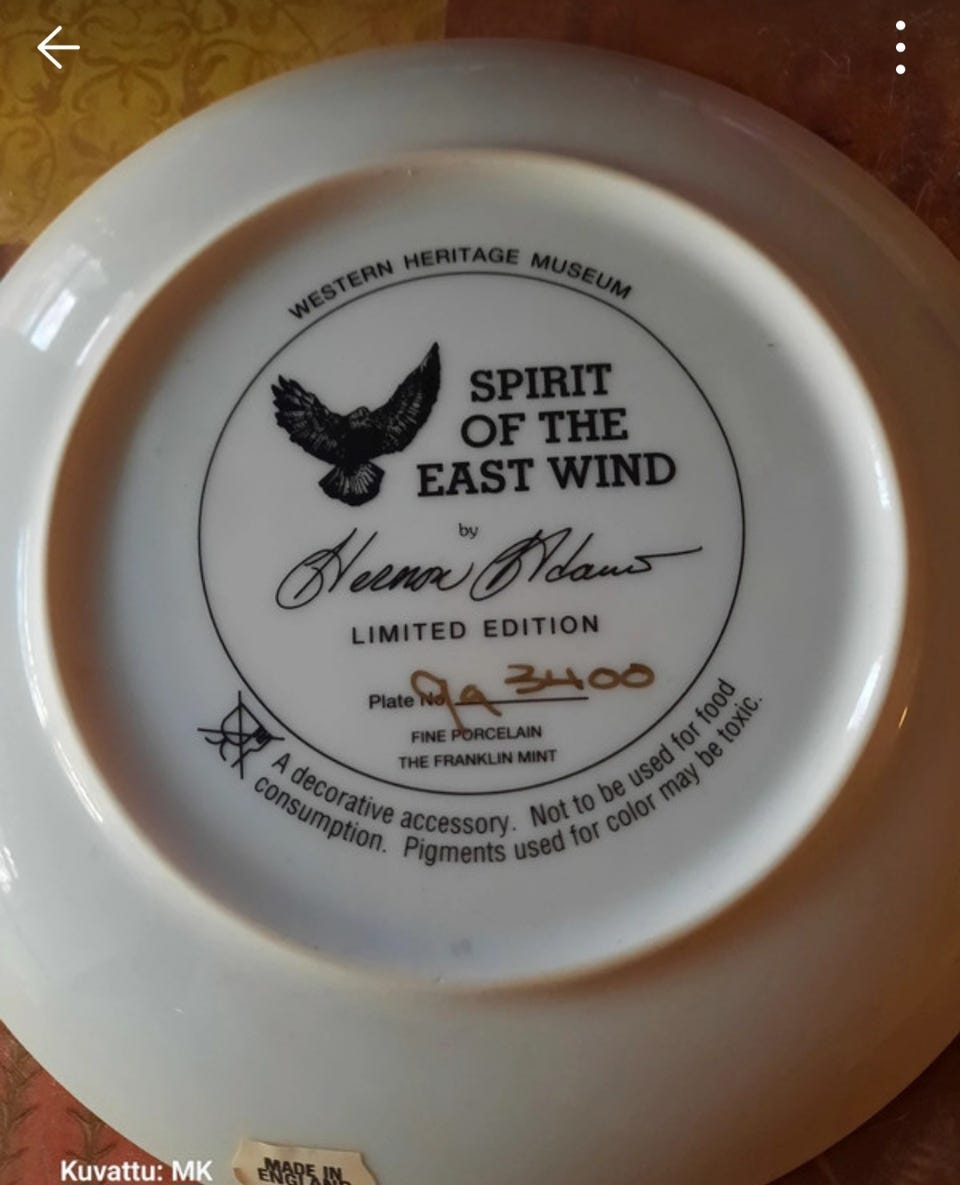 WESTERN HERITAGE MUSEUM
SPIRIT
OF THE
EAST WIND
by
Hernon Adams
LIMITED EDITION
Plate No. 9a 3400
FINE PORCELAIN
THE FRANKLIN MINT
A decorative accessory. Not to be used for food
consumption. Pigments used for color may be toxic.
MADE IN
ENGLAND
Kuvattu: MK